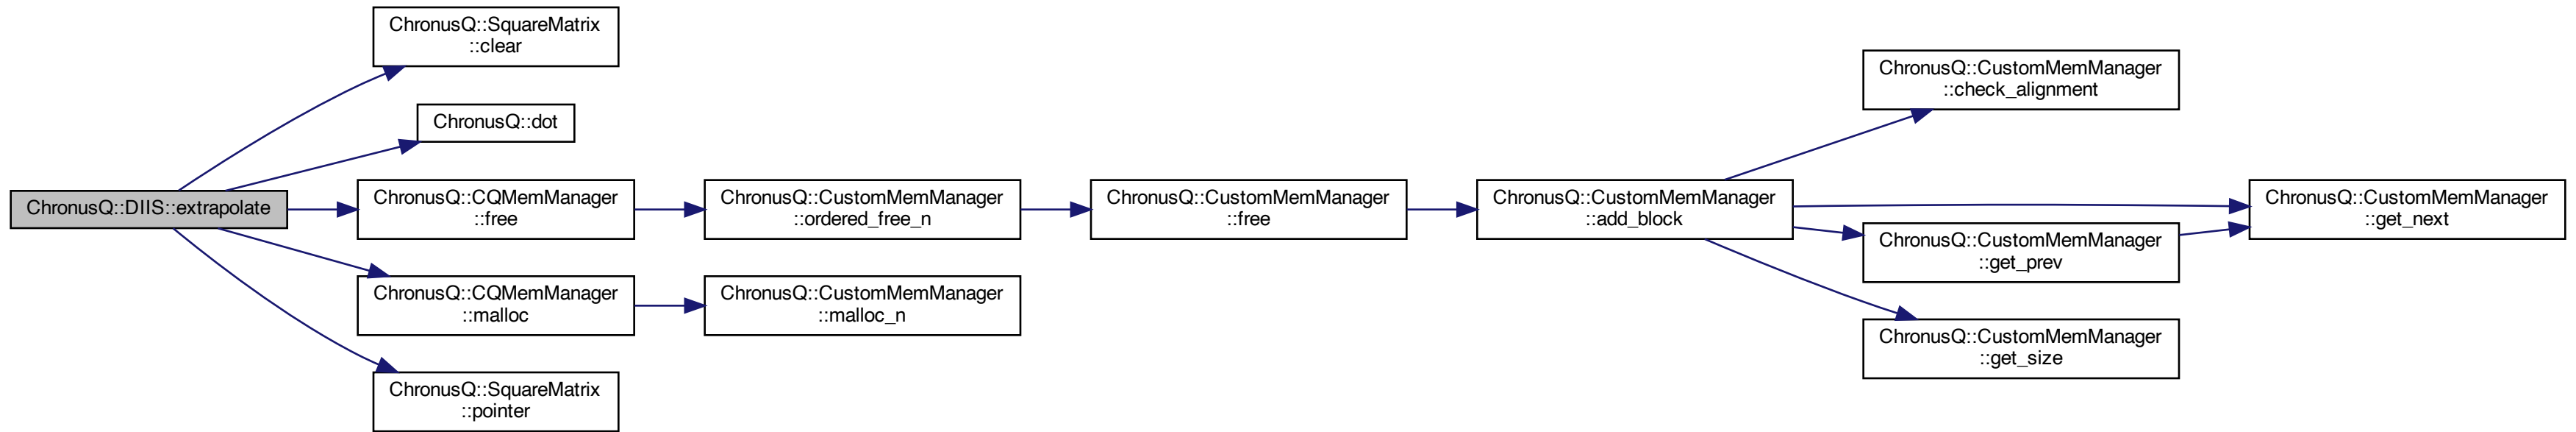 ChronusQ::DIIS::extrapolate
ChronusQ::SquareMatrix
::clear
ChronusQ::dot
ChronusQ::CQMemManager
::free
ChronusQ::CQMemManager
::malloc
ChronusQ::SquareMatrix
::pointer
ChronusQ::CustomMemManager
::ordered_free_n
ChronusQ::CustomMemManager
::malloc_n
ChronusQ::CustomMemManager
::free
ChronusQ::CustomMemManager
::add_block
ChronusQ::CustomMemManager
::check_alignment
ChronusQ::CustomMemManager
::get_prev
ChronusQ::CustomMemManager
::get_size
ChronusQ::CustomMemManager
::get_next